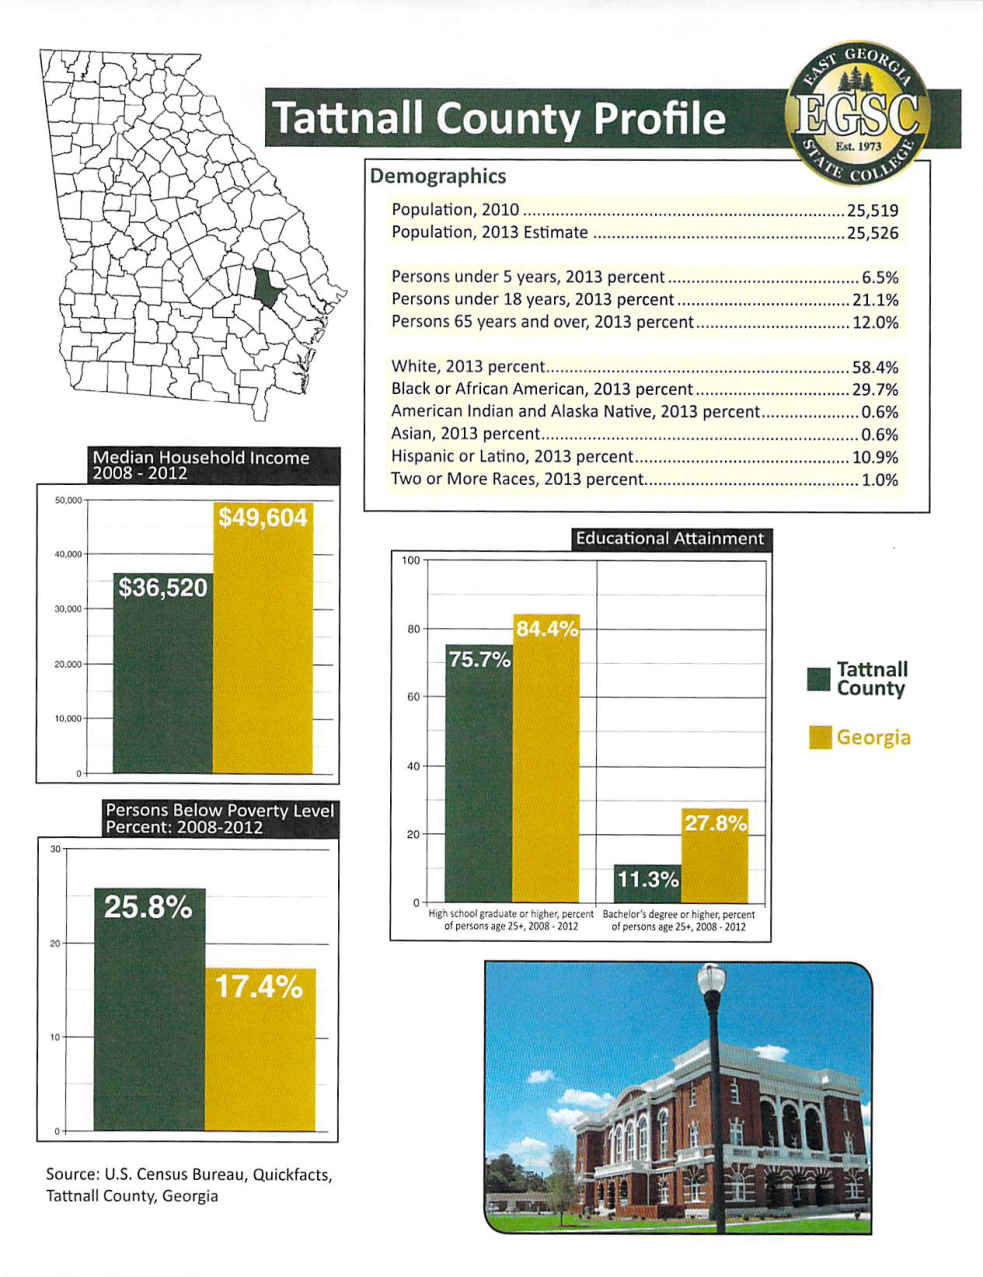 Tattnall County Profile
EAST GEORGIA
EGSC
Est. 1973
STATE COLLEGE
Demographics
Population, 2010 ........................................................................ 25,519
Population, 2013 Estimate ........................................................ 25,526
Persons under 5 years, 2013 percent ........................................... 6.5%
Persons under 18 years, 2013 percent ....................................... 21.1%
Persons 65 years and over, 2013 percent .................................. 12.0%
White, 2013 percent.................................................................... 58.4%
Black or African American, 2013 percent .................................. 29.7%
American Indian and Alaska Native, 2013 percent...................... 0.6%
Asian, 2013 percent....................................................................... 0.6%
Hispanic or Latino, 2013 percent................................................ 10.9%
Two or More Races, 2013 percent................................................ 1.0%
Median Household Income
2008 - 2012
50,000
40,000
30,000
20,000
10,000
0
$36,520
$49,604
Educational Attainment
100
80
60
40
20
0
75.7%
84.4%
11.3%
27.8%
High school graduate or higher, percent
of persons age 25+, 2008 - 2012
Bachelor's degree or higher, percent
of persons age 25+, 2008 - 2012
Tattnall
County
Georgia
Persons Below Poverty Level
Percent: 2008-2012
30
20
10
0
25.8%
17.4%
Source: U.S. Census Bureau, Quickfacts,
Tattnall County, Georgia